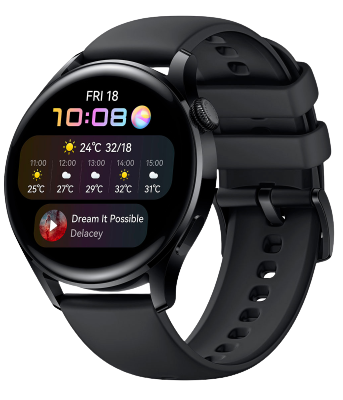 FRI 18
10:08
24°C 32/18
11:00 12:00 13:00 14:00 15:00
25°C 27°C 29°C 32°C 31°C
Dream It Possible
Delacey